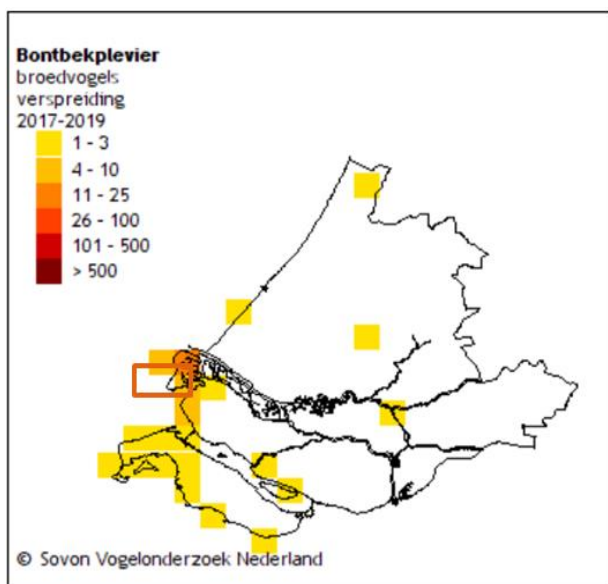 Bontbekplevier
broedvogels
verspreiding
2017-2019
1 - 3
4 - 10
11 - 25
26 - 100
101 - 500
> 500
© Sovon Vogelonderzoek Nederland